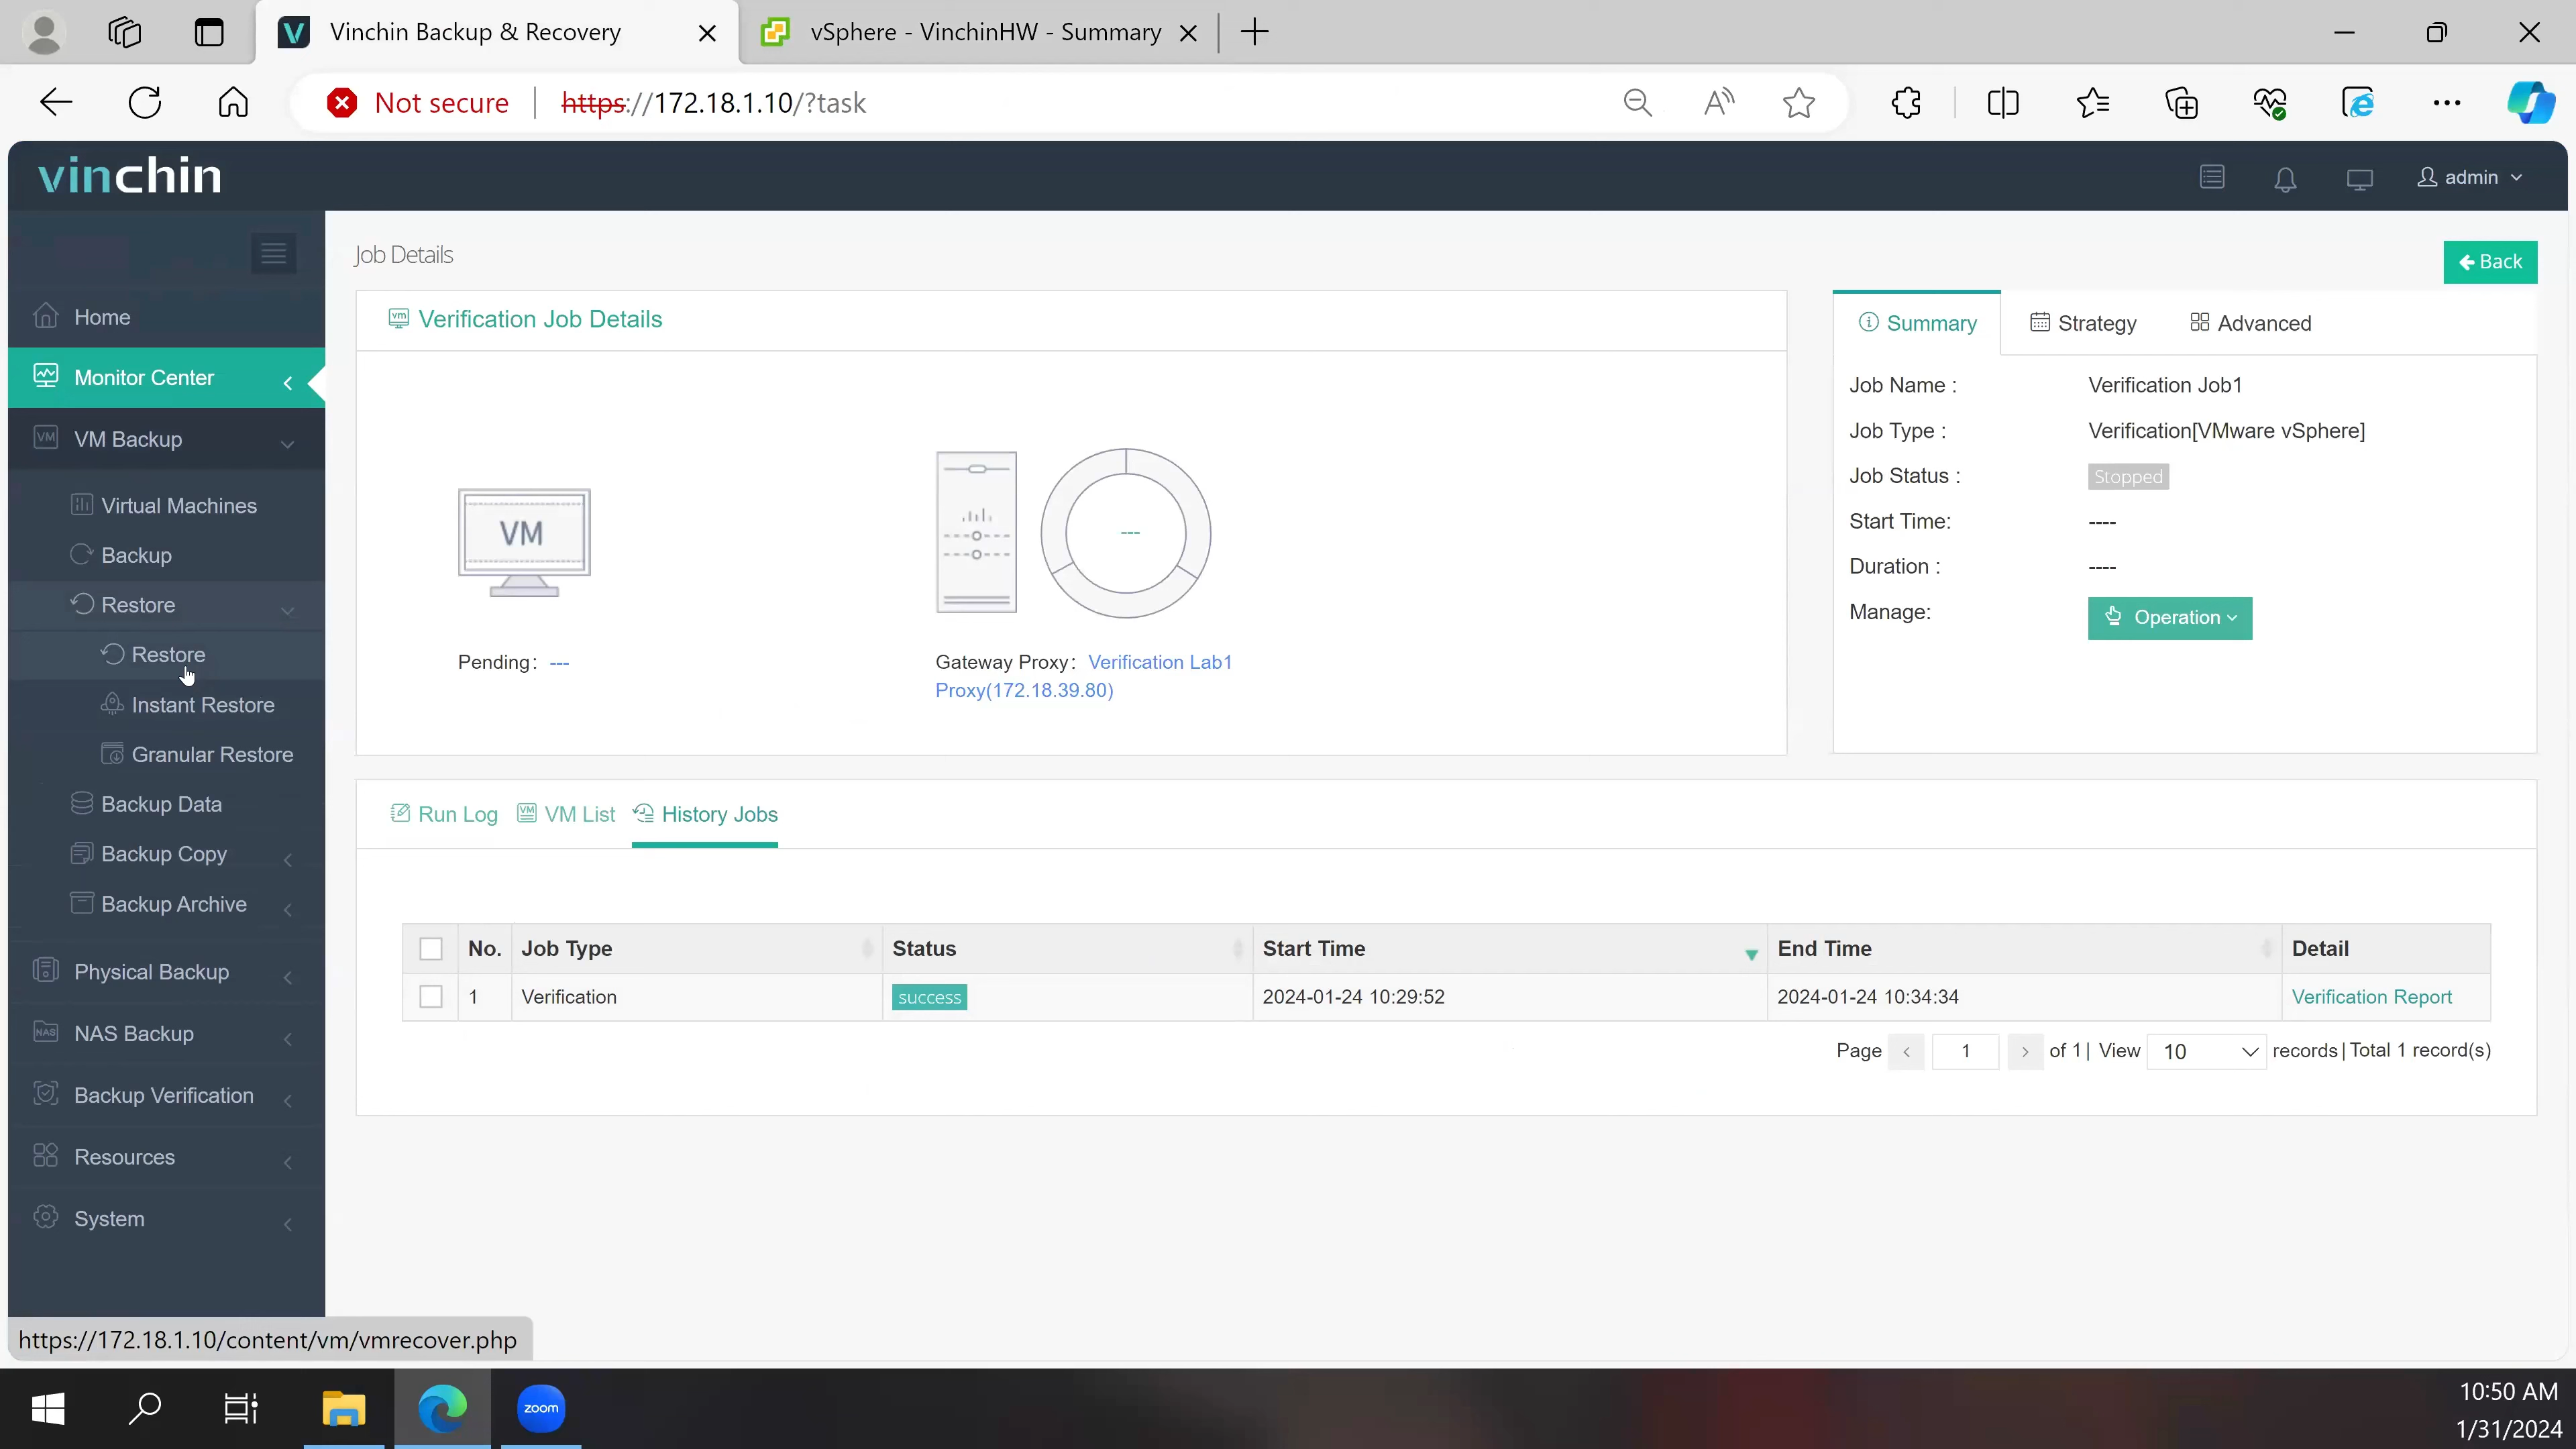 Vinchin Backup & Recovery
vSphere - VinchinHW - Summary
Not secure
https://172.18.1.10/?task
vinchin
admin
Home
Monitor Center
VM Backup
Virtual Machines
Backup
Restore
Restore
Instant Restore
Granular Restore
Backup Data
Backup Copy
Backup Archive
Physical Backup
NAS Backup
Backup Verification
Resources
System
Job Details
Back
Verification Job Details
VM
---
Pending: ---
Gateway Proxy: Verification Lab1
Proxy(172.18.39.80)
Summary Strategy Advanced
Job Name : Verification Job1
Job Type : Verification[VMware vSphere]
Job Status : Stopped
Start Time: ----
Duration : ----
Manage: Operation
Run Log VM List History Jobs
No. Job Type Status Start Time End Time Detail
1 Verification success 2024-01-24 10:29:52 2024-01-24 10:34:34 Verification Report
Page 1 of 1 | View 10 records | Total 1 record(s)
https://172.18.1.10/content/vm/vmrecover.php
zoom
10:50 AM
1/31/2024